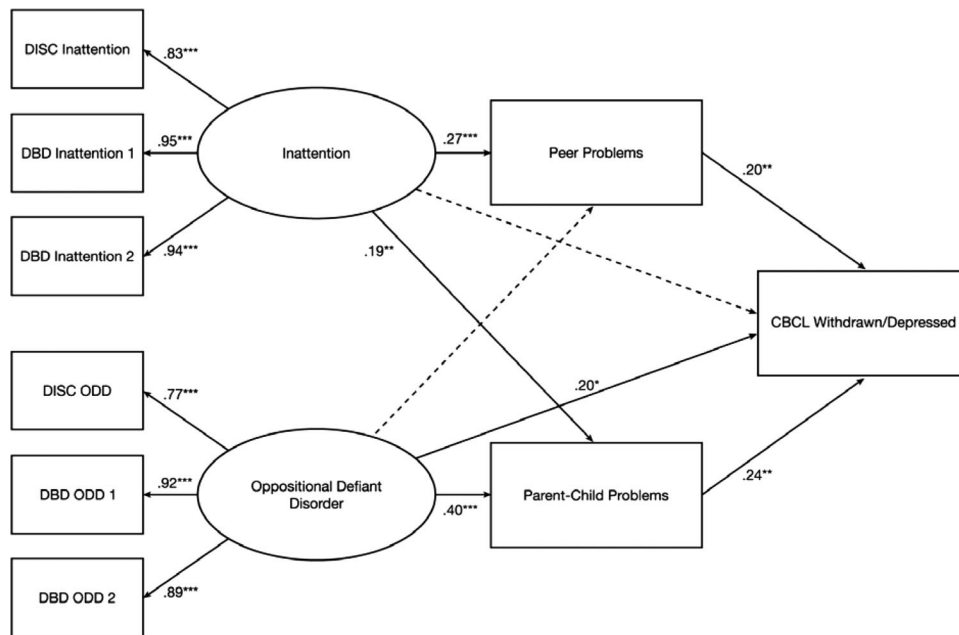 DISC Inattention
.83***
DBD Inattention 1
.95***
Inattention
.27***
Peer Problems
.20**
DBD Inattention 2
.94***
.19**
CBCL Withdrawn/Depressed
DISC ODD
.77***
.20*
DBD ODD 1
.92***
Oppositional Defiant
Disorder
.40***
Parent-Child Problems
.24**
DBD ODD 2
.89***